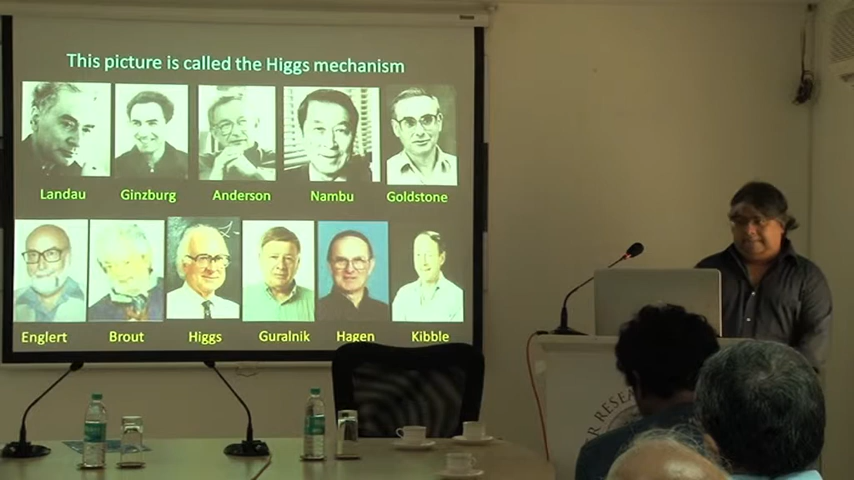 This picture is called the Higgs mechanism
Landau Ginzburg Anderson Nambu Goldstone
Englert Brout Higgs Guralnik Hagen Kibble